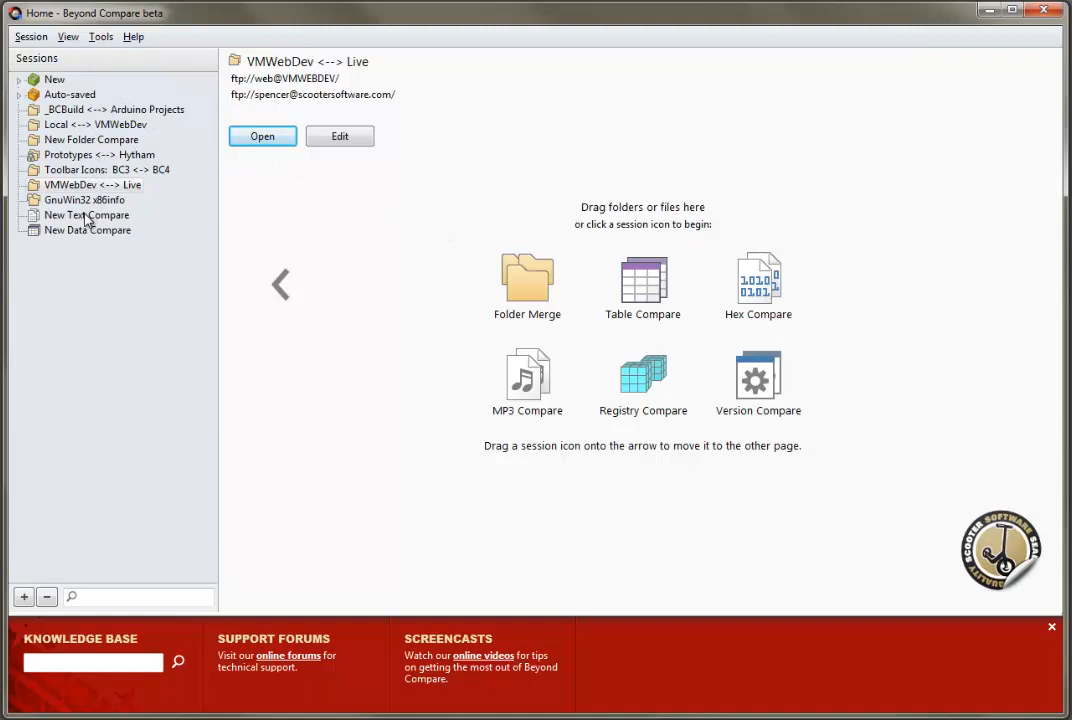 Home - Beyond Compare beta
Session View Tools Help
Sessions
New
Auto-saved
_BCBuild <--> Arduino Projects
Local <--> VMWebDev
New Folder Compare
Prototypes <--> Hytham
Toolbar Icons: BC3 <-> BC4
VMWebDev <--> Live
GnuWin32 x86info
New Text Compare
New Data Compare
VMWebDev <--> Live
ftp://web@VMWEBDEV/
ftp://spencer@scootersoftware.com/
Open Edit
Drag folders or files here
or click a session icon to begin:
Folder Merge Table Compare Hex Compare
MP3 Compare Registry Compare Version Compare
Drag a session icon onto the arrow to move it to the other page.
SCOOTER SOFTWARE SEAL
QUALITY
KNOWLEDGE BASE
SUPPORT FORUMS
Visit our online forums for
technical support.
SCREENCASTS
Watch our online videos for tips
on getting the most out of Beyond
Compare.